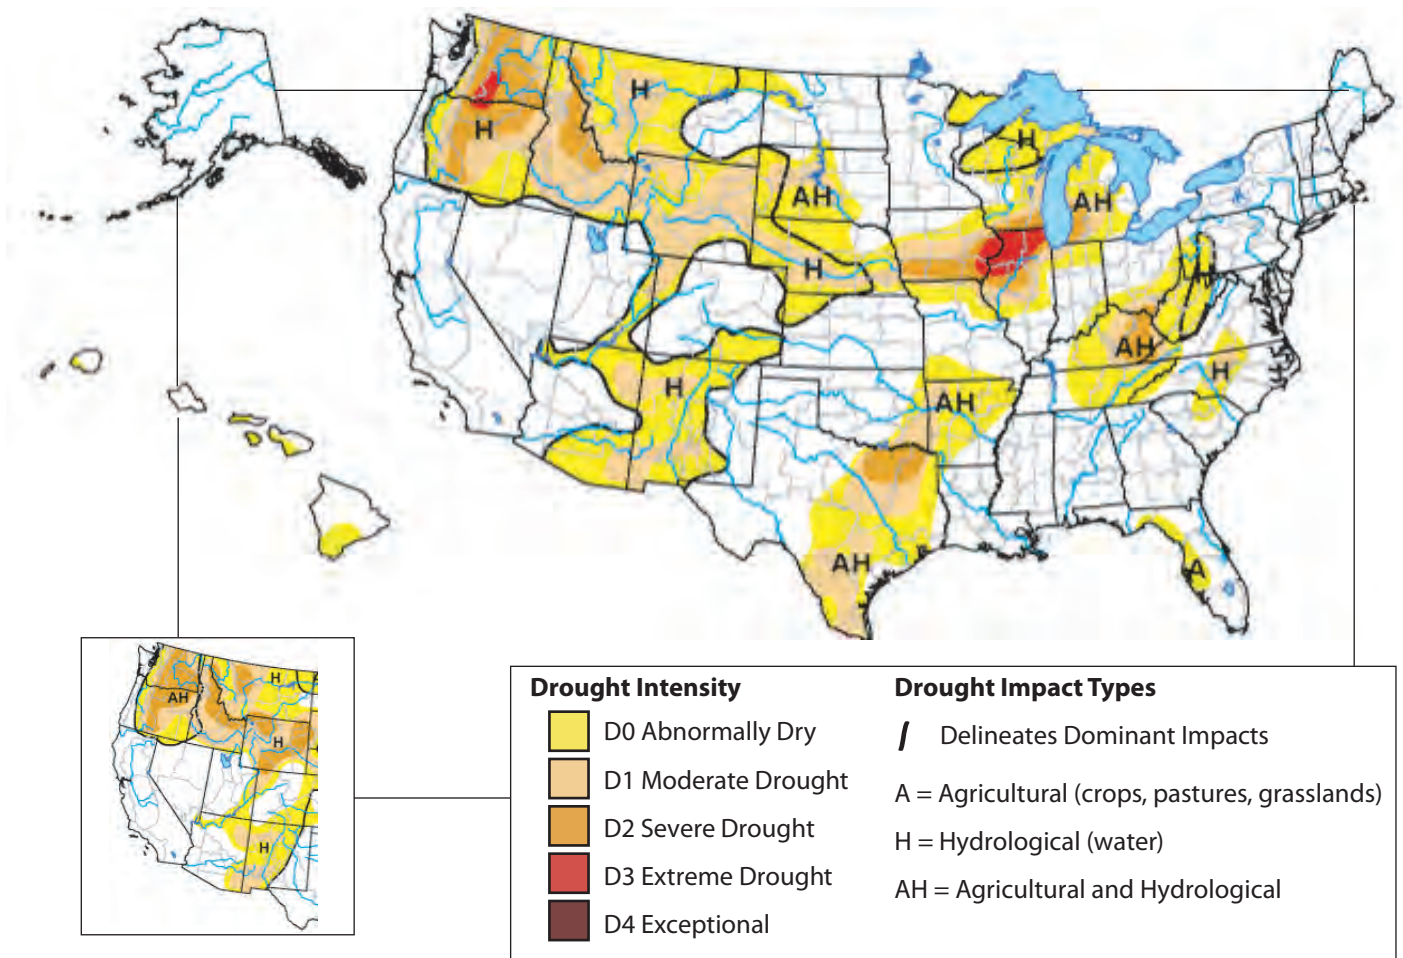 H
H
H
AH
AH
H
H
AH
H
H
AH
AH
A
AH
H
H
H
Drought Intensity
D0 Abnormally Dry
D1 Moderate Drought
D2 Severe Drought
D3 Extreme Drought
D4 Exceptional
Drought Impact Types
Delineates Dominant Impacts
A = Agricultural (crops, pastures, grasslands)
H = Hydrological (water)
AH = Agricultural and Hydrological